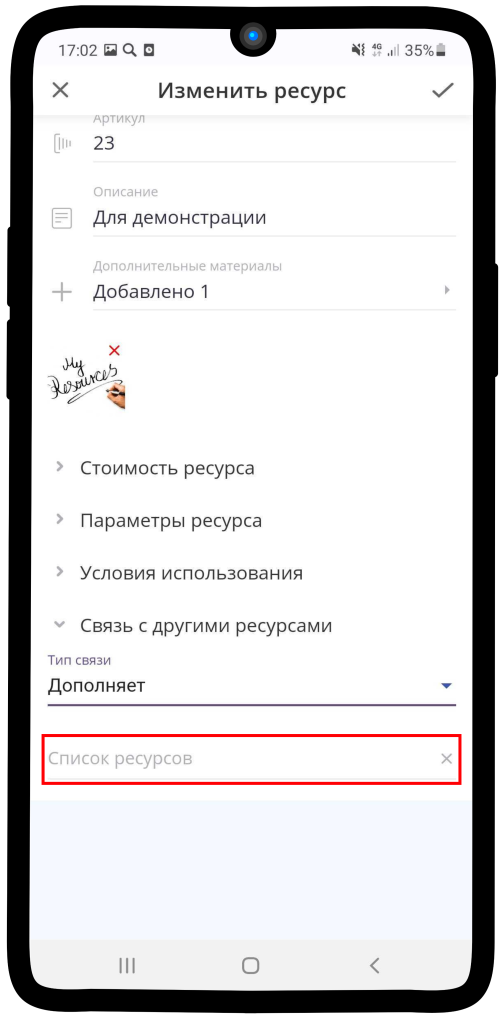 17:02 4G 35%
Изменить ресурс
Артикул
23
Описание
Для демонстрации
Дополнительные материалы
Добавлено 1
My
Resources
Стоимость ресурса
Параметры ресурса
Условия использования
Связь с другими ресурсами
Тип связи
Дополняет
Список ресурсов